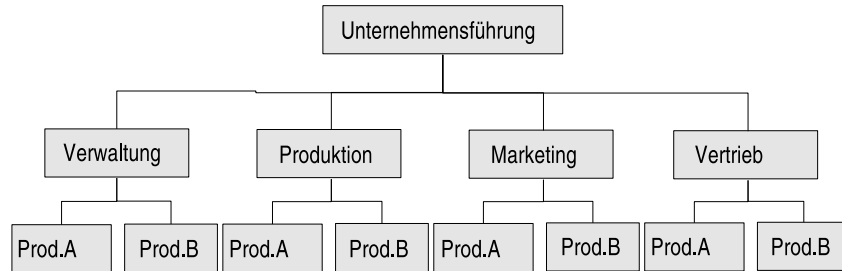 Unternehmensführung
Verwaltung
Produktion
Marketing
Vertrieb
Prod.A
Prod.B
Prod.A
Prod.B
Prod.A
Prod.B
Prod.A
Prod.B